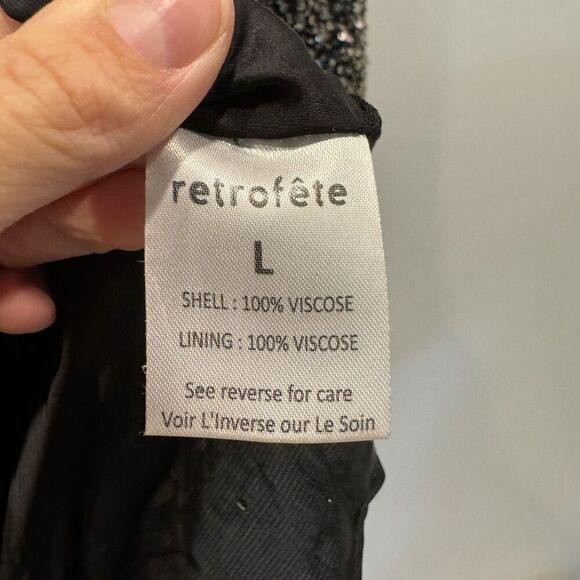 retrofête
L
SHELL : 100% VISCOSE
LINING : 100% VISCOSE
See reverse for care
Voir L'Inverse our Le Soin